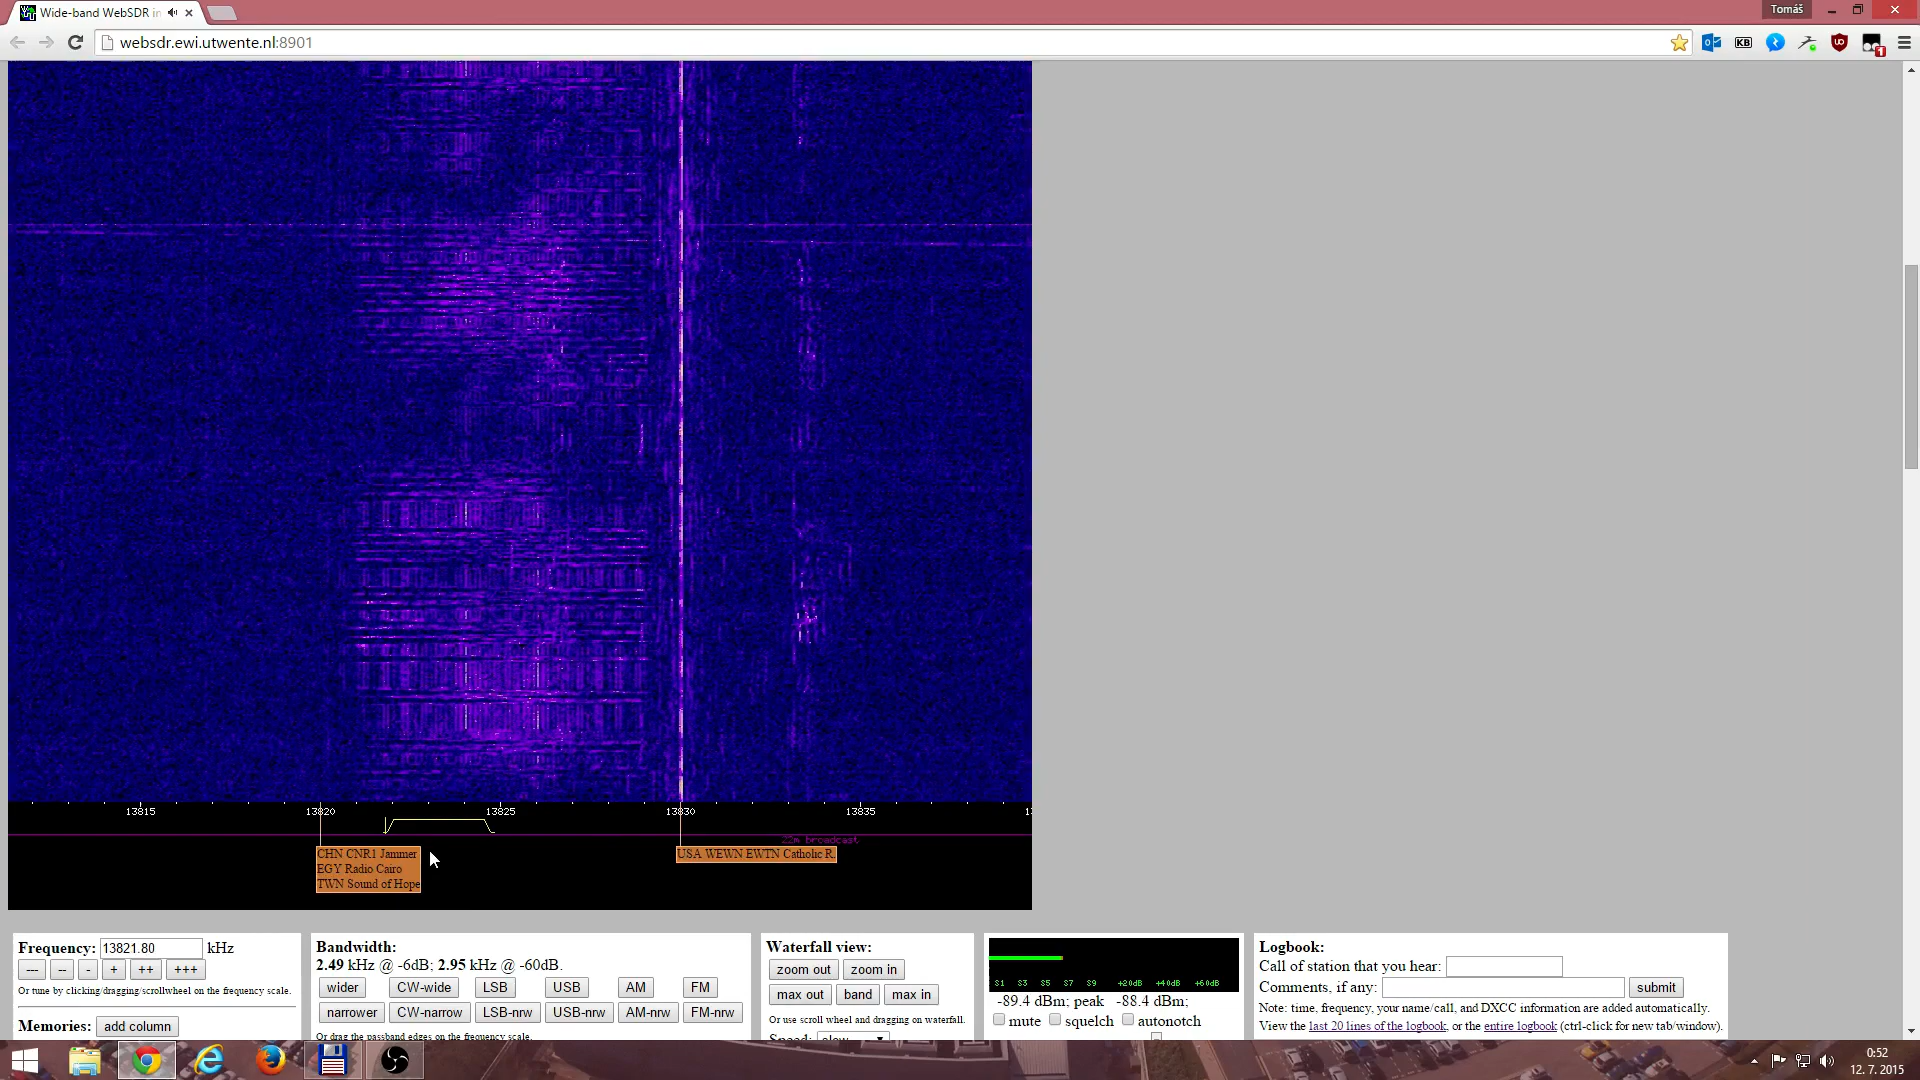 Wide-band WebSDR in
Tomáš
websdr.ewi.utwente.nl:8901
KB
1
13815
13820
13825
13830
13835
22m broadcast
CHN CNR1 Jammer
EGY Radio Cairo
TWN Sound of Hope
USA WEWN EWTN Catholic R.
Frequency: 13821.80 kHz
--- -- - + ++ +++
Or tune by clicking/dragging/scrollwheel on the frequency scale.
Memories: add column
Bandwidth:
2.49 kHz @ -6dB; 2.95 kHz @ -60dB.
wider CW-wide LSB USB AM FM
narrower CW-narrow LSB-nrw USB-nrw AM-nrw FM-nrw
Or drag the passband edges on the frequency scale.
Waterfall view:
zoom out zoom in
max out band max in
Or use scroll wheel and dragging on waterfall.
Speed: slow
S1 S3 S5 S7 S9 +20dB +40dB +60dB
-89.4 dBm; peak -88.4 dBm;
mute squelch autonotch
Logbook:
Call of station that you hear:
Comments, if any: submit
Note: time, frequency, your name/call, and DXCC information are added automatically.
View the last 20 lines of the logbook, or the entire logbook (ctrl-click for new tab/window).
0:52
12. 7. 2015